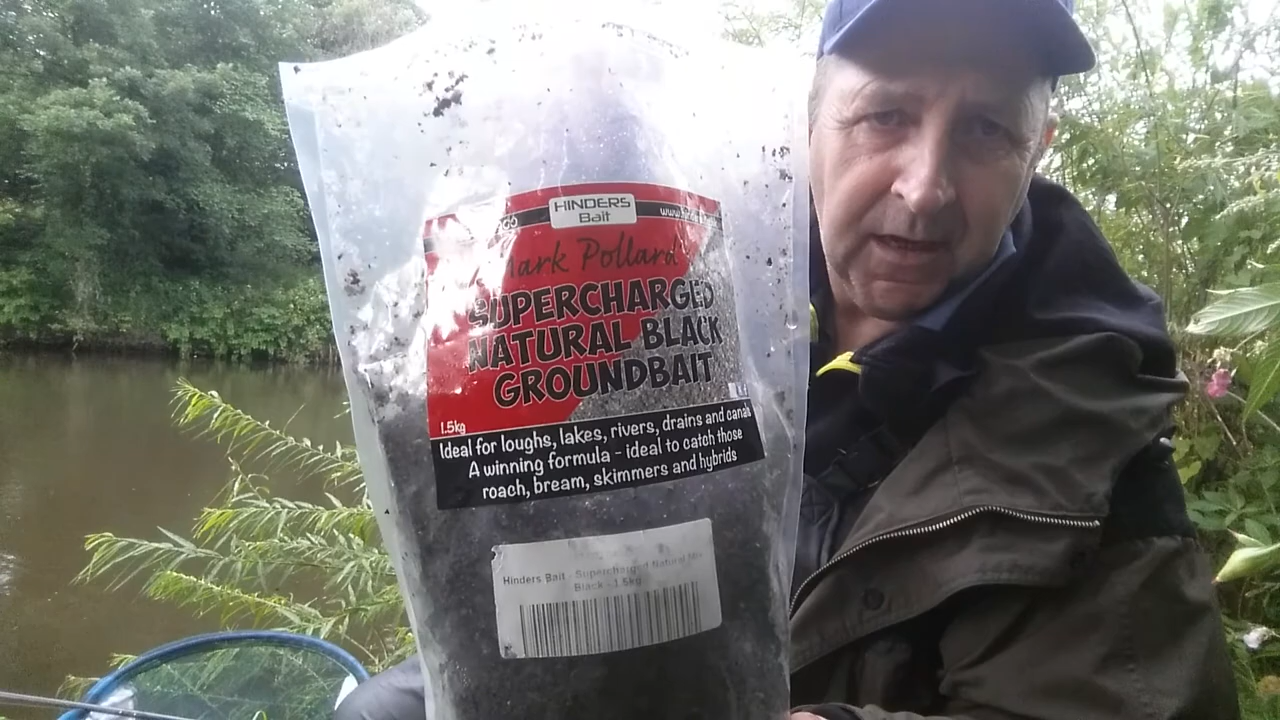 HINDERS
Bait
Mark Pollard
SUPERCHARGED
NATURAL BLACK
GROUNDBAIT
1.5kg
Ideal for loughs, lakes, rivers, drains and canals
A winning formula - ideal to catch those
roach, bream, skimmers and hybrids
Hinders Bait - Supercharged Natural Mix
Black - 1.5kg